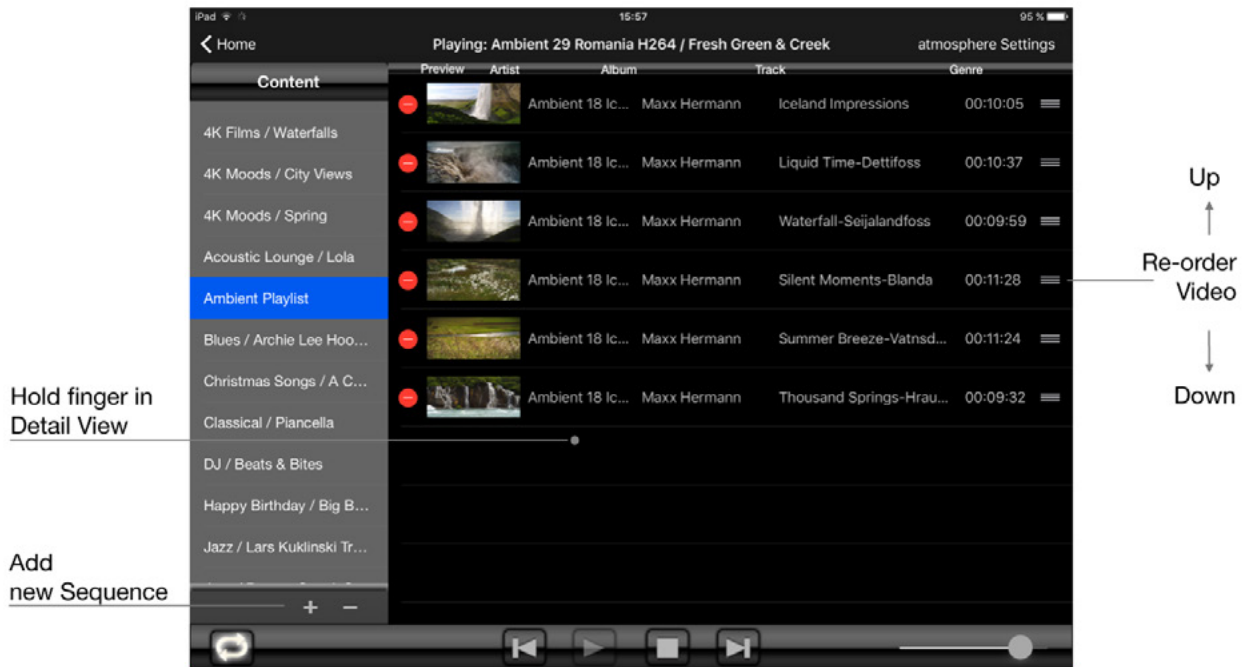 iPad 15:57 95 %
Home Playing: Ambient 29 Romania H264 / Fresh Green & Creek atmosphere Settings
Content
Preview Artist Album Track Genre
4K Films / Waterfalls
4K Moods / City Views
4K Moods / Spring
Acoustic Lounge / Lola
Ambient Playlist
Blues / Archie Lee Hoo...
Christmas Songs / A C...
Classical / Piancella
DJ / Beats & Bites
Happy Birthday / Big B...
Jazz / Lars Kuklinski Tr...
Ambient 18 Ic... Maxx Hermann Iceland Impressions 00:10:05
Ambient 18 Ic... Maxx Hermann Liquid Time-Dettifoss 00:10:37
Ambient 18 Ic... Maxx Hermann Waterfall-Seijalandfoss 00:09:59
Ambient 18 Ic... Maxx Hermann Silent Moments-Blanda 00:11:28
Ambient 18 Ic... Maxx Hermann Summer Breeze-Vatnsd... 00:11:24
Ambient 18 Ic... Maxx Hermann Thousand Springs-Hrau... 00:09:32
Hold finger in
Detail View
Add
new Sequence
Up
Re-order
Video
Down